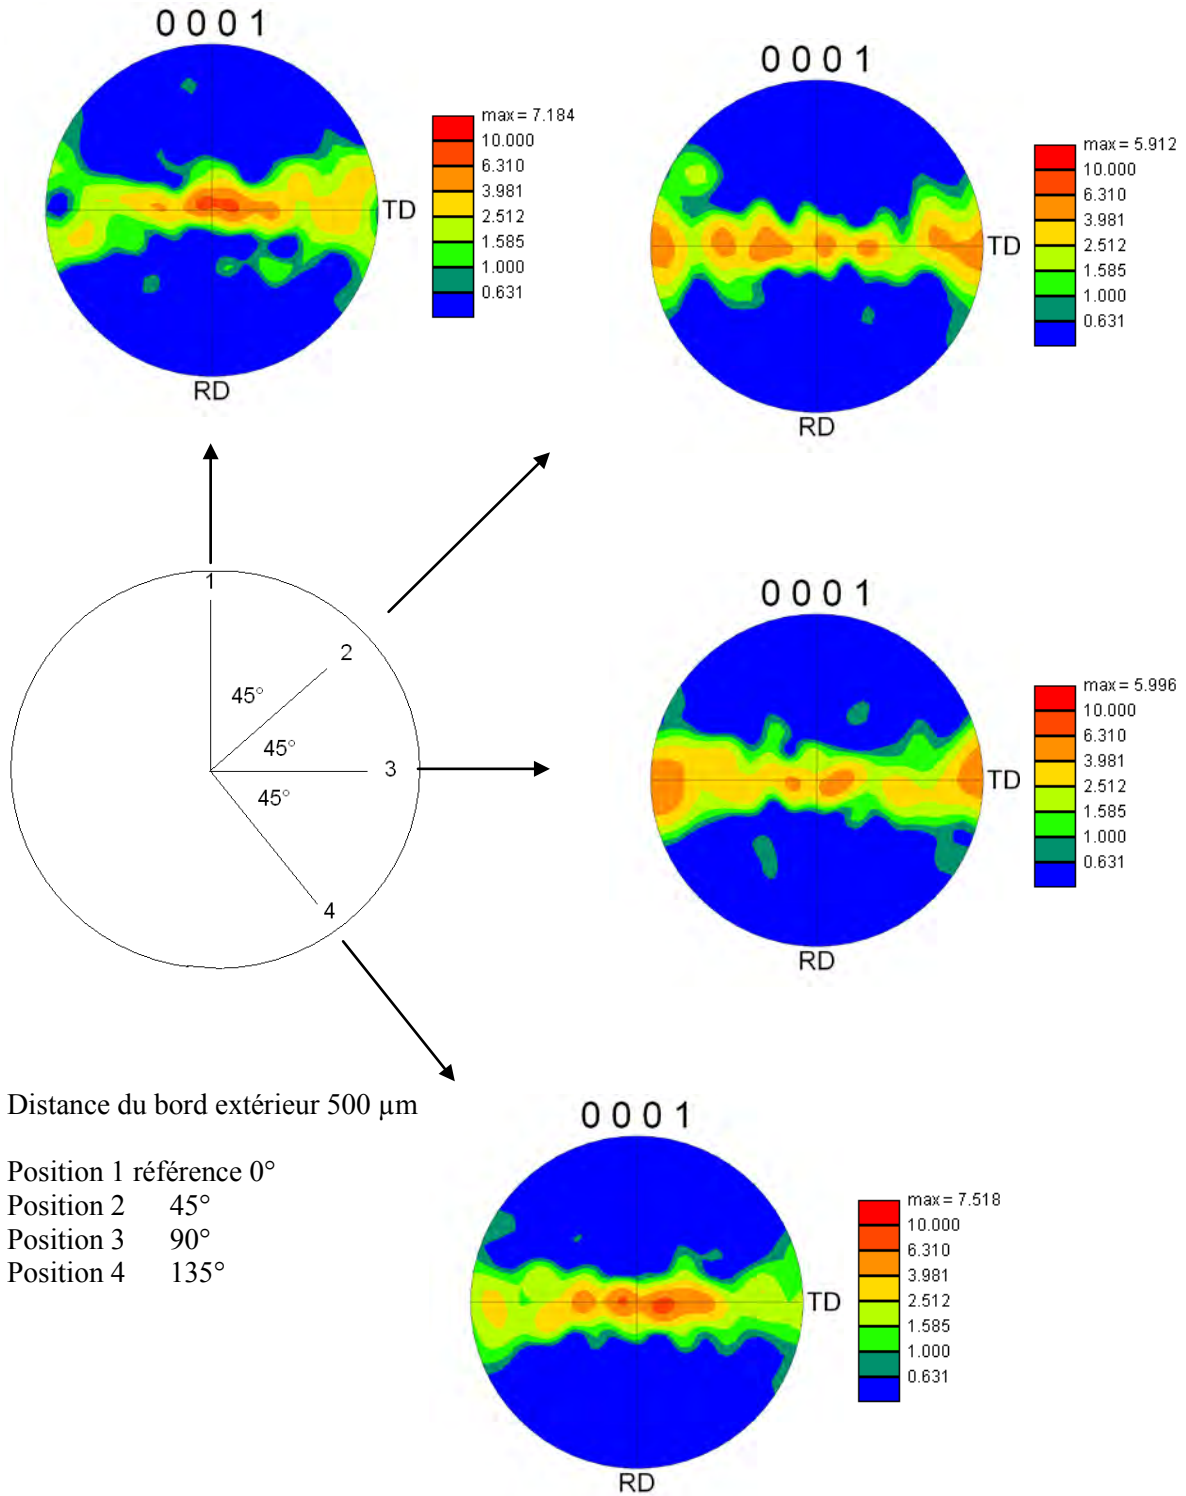 0 0 0 1
max = 7.184
10.000
6.310
3.981
2.512
1.585
1.000
0.631
TD
RD
0 0 0 1
max = 5.912
10.000
6.310
3.981
2.512
1.585
1.000
0.631
TD
RD
1
2
45°
45°
3
45°
4
0 0 0 1
max = 5.996
10.000
6.310
3.981
2.512
1.585
1.000
0.631
TD
RD
Distance du bord extérieur 500 µm
Position 1 référence 0°
Position 2 45°
Position 3 90°
Position 4 135°
0 0 0 1
max = 7.518
10.000
6.310
3.981
2.512
1.585
1.000
0.631
TD
RD